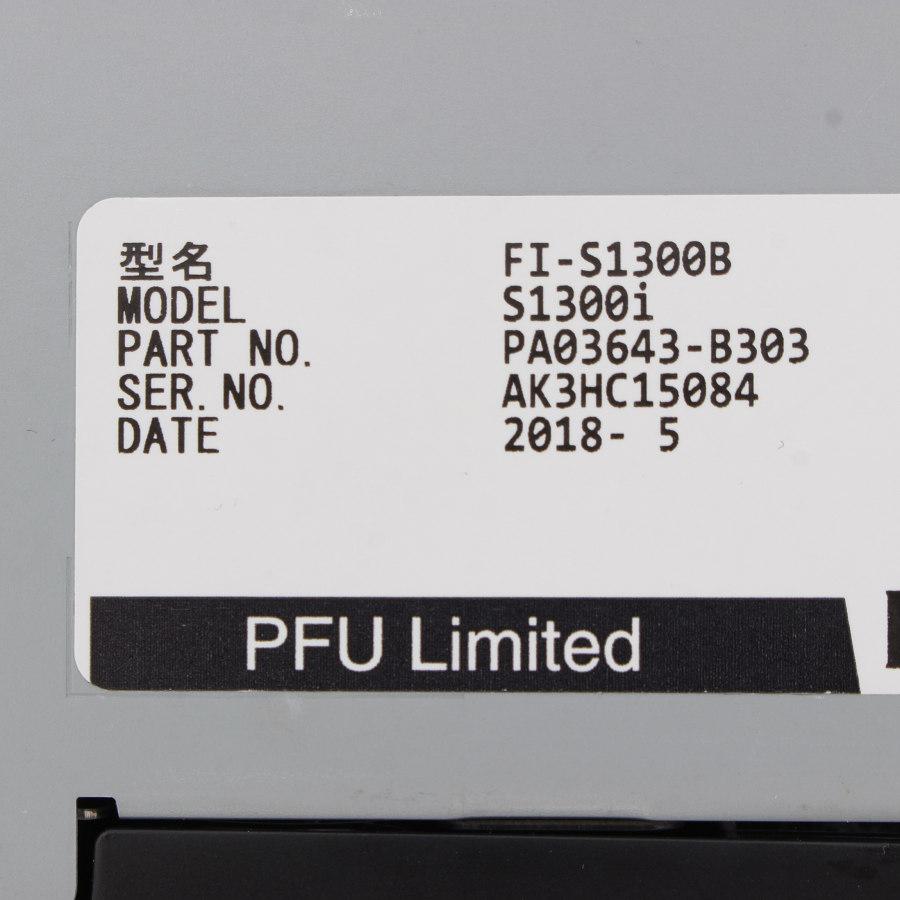 型名 FI-S1300B
MODEL S1300i
PART NO. PA03643-B303
SER. NO. AK3HC15084
DATE 2018- 5
PFU Limited